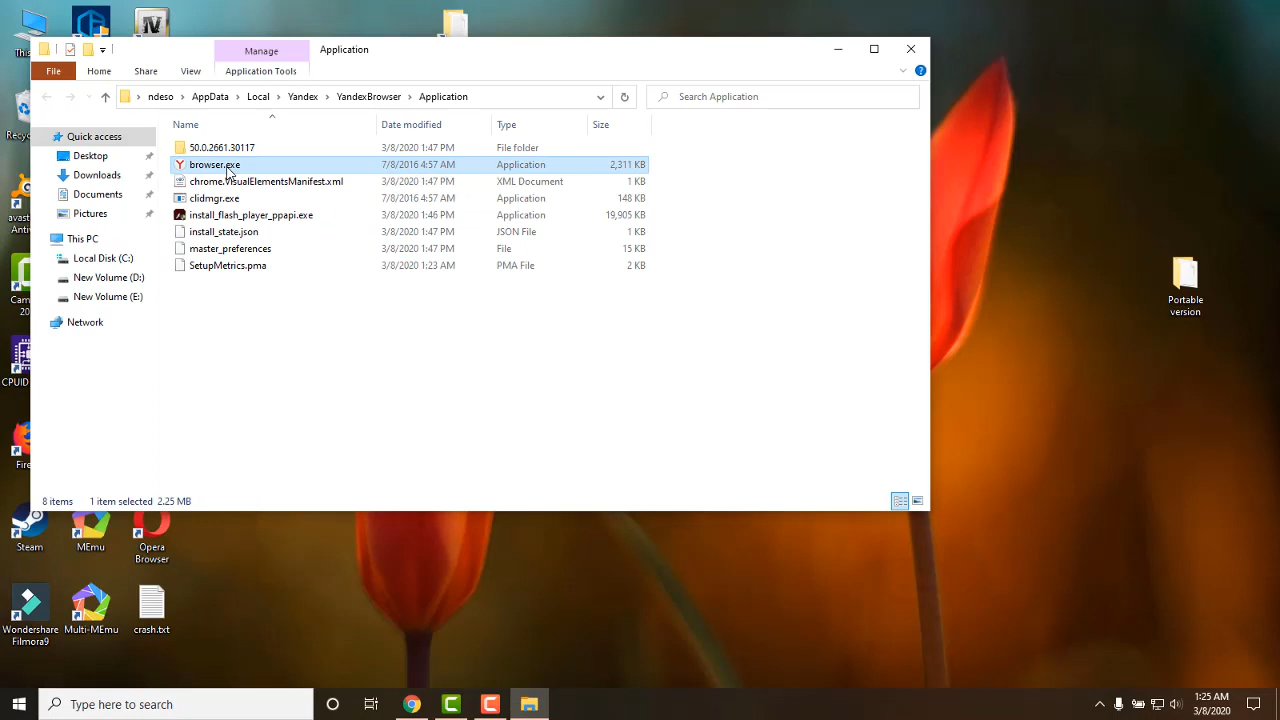 This
Manage
Application
File
Home
Share
View
Application Tools
ndeso
AppData
Local
Yandex
YandexBrowser
Application
Search Application
Name
Date modified
Type
Size
Quick access
Desktop
Downloads
Documents
Pictures
This PC
Local Disk (C:)
New Volume (D:)
New Volume (E:)
Network
50.0.2661.30117 3/8/2020 1:47 PM File folder
browser.exe 7/8/2016 4:57 AM Application 2,311 KB
chrome.VisualElementsManifest.xml 3/8/2020 1:47 PM XML Document 1 KB
clidmgr.exe 7/8/2016 4:57 AM Application 148 KB
install_flash_player_ppapi.exe 3/8/2020 1:46 PM Application 19,905 KB
install_state.json 3/8/2020 1:47 PM JSON File 1 KB
master_preferences 3/8/2020 1:47 PM File 15 KB
SetupMetrics.pma 3/8/2020 1:23 AM PMA File 2 KB
8 items 1 item selected 2.25 MB
Recyc
avast
Antiv
Cam
20
CPUID
Fire
Portable
version
Steam
MEmu
Opera
Browser
Wondershare
Filmora9
Multi-MEmu
crash.txt
Type here to search
1:25 AM
3/8/2020